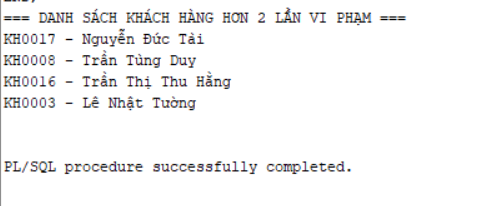 === DANH SÁCH KHÁCH HÀNG HƠN 2 LẦN VI PHẠM ===
KH0017 - Nguyễn Đức Tài
KH0008 - Trần Tùng Duy
KH0016 - Trần Thị Thu Hằng
KH0003 - Lê Nhật Tường
PL/SQL procedure successfully completed.